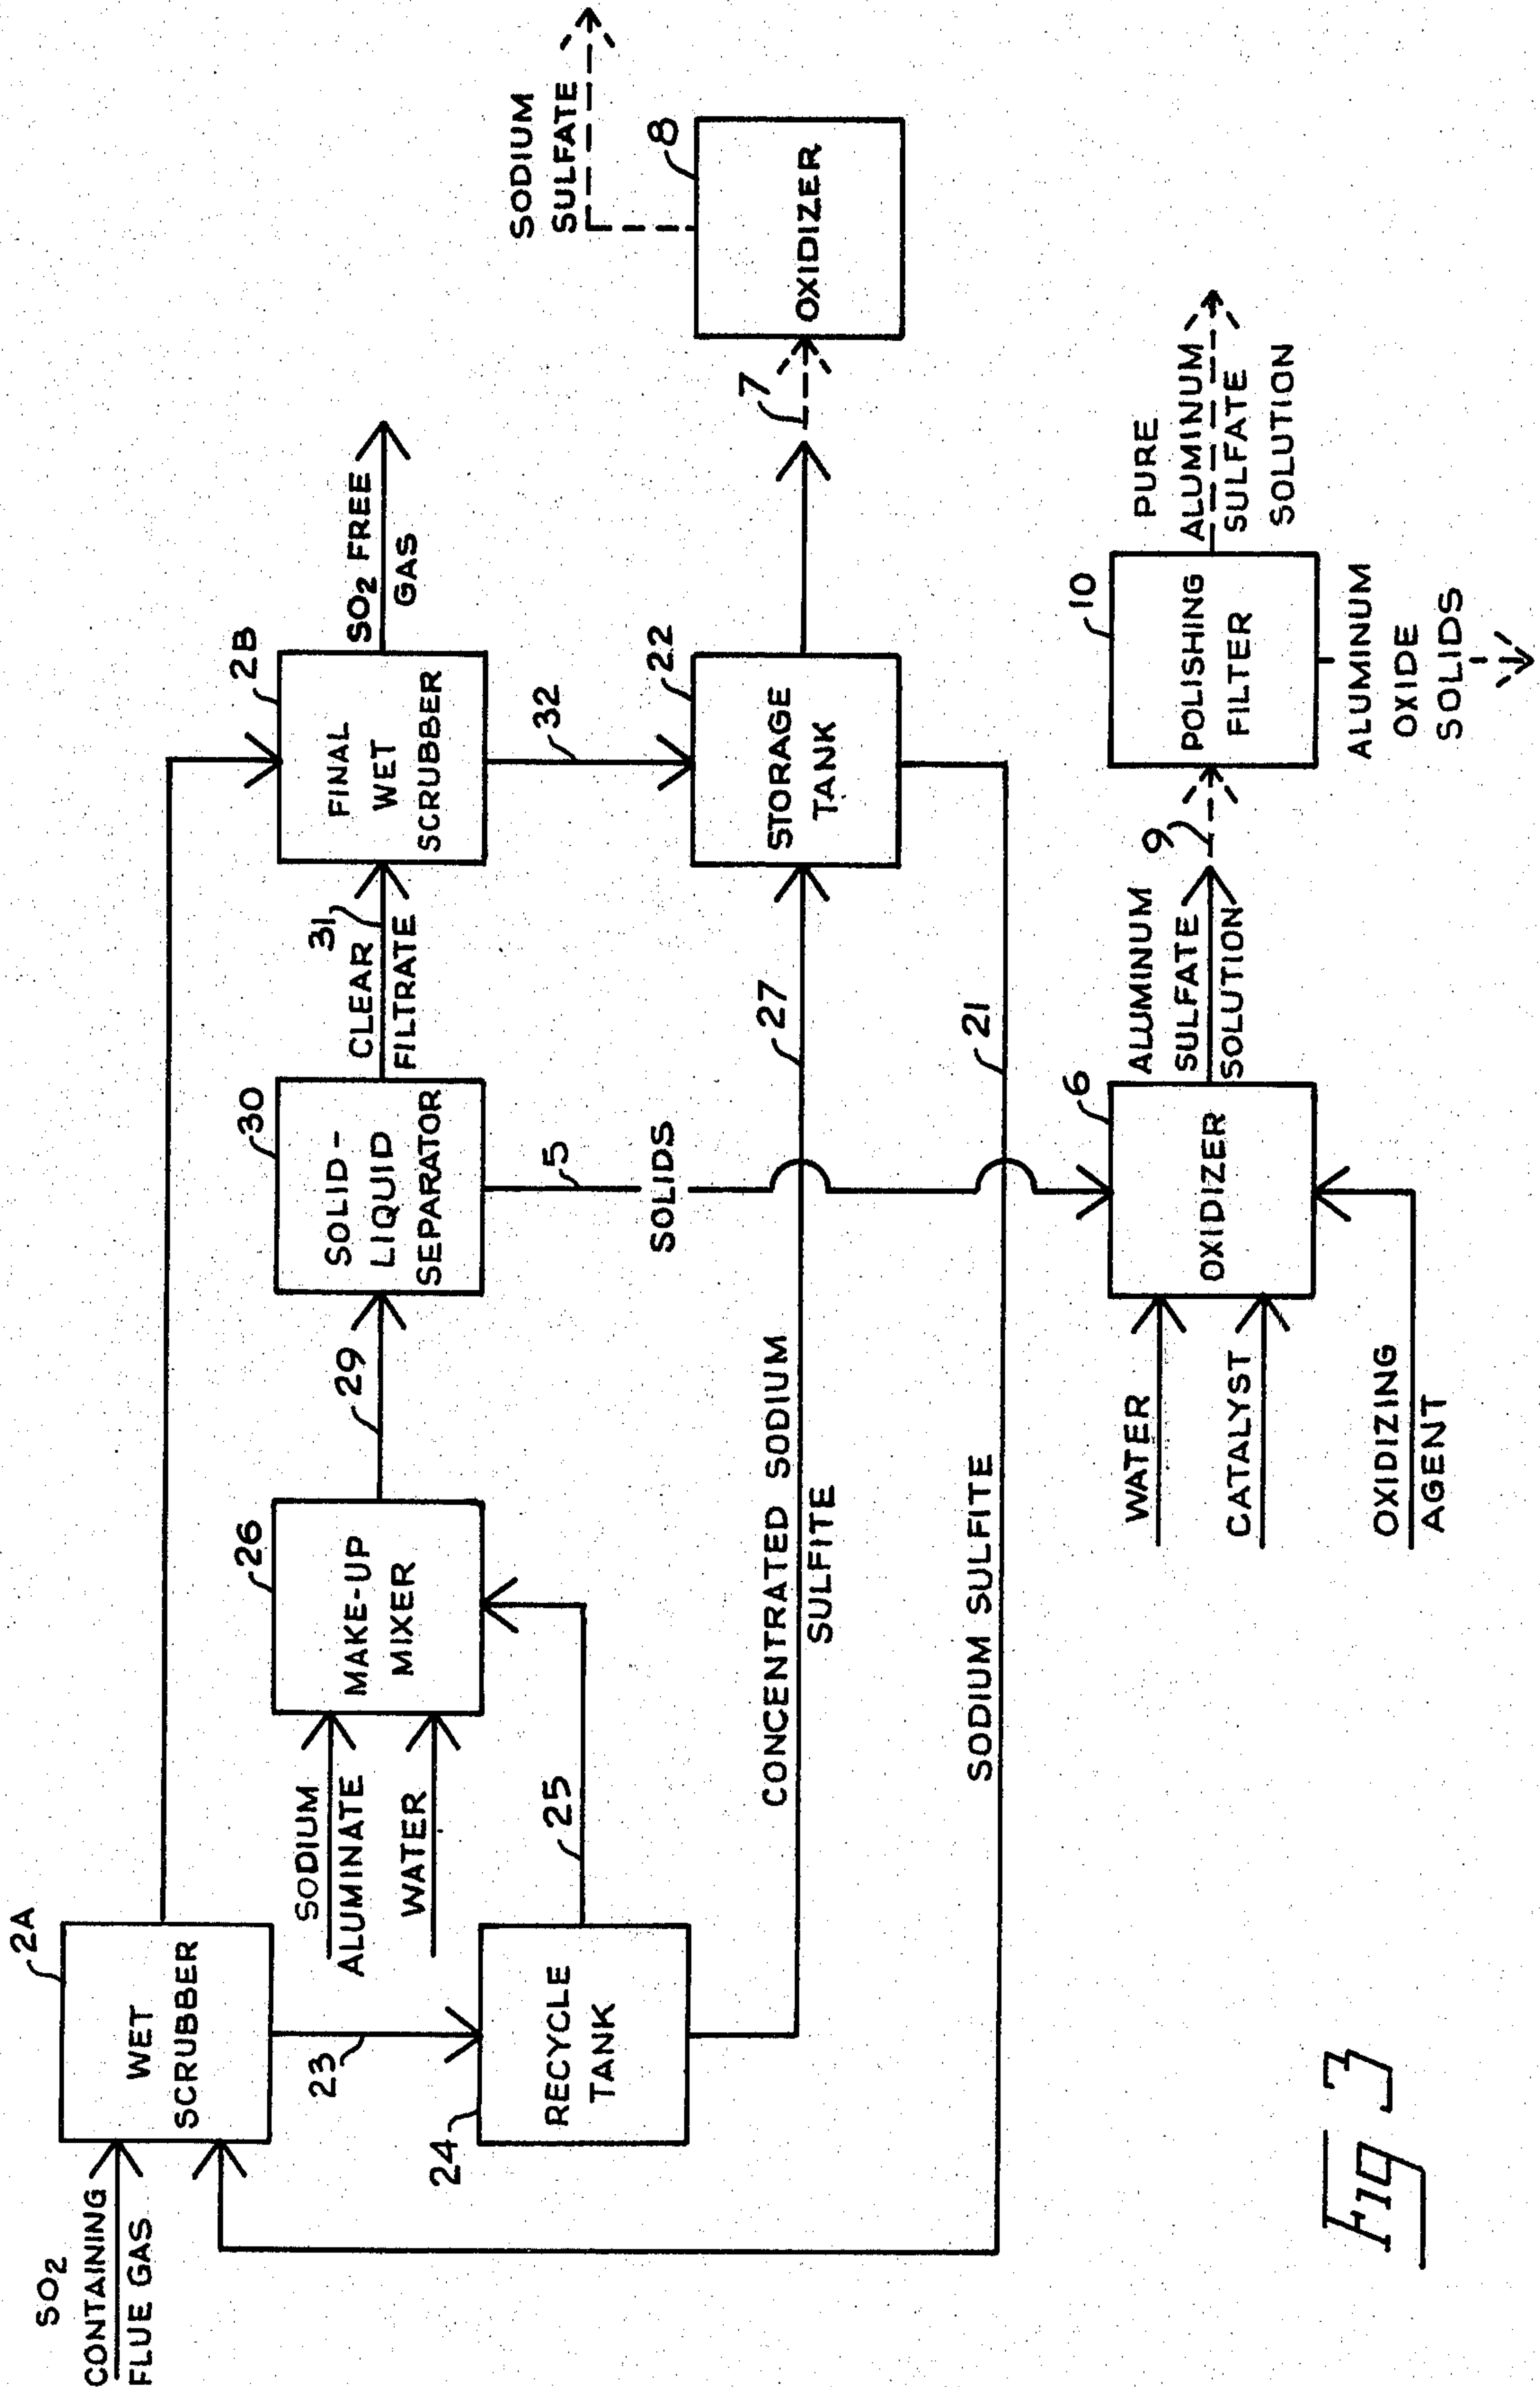 SO2
CONTAINING
FLUE GAS
2A
WET
SCRUBBER
23
24
RECYCLE
TANK
SODIUM
ALUMINATE
WATER
25
26
MAKE-UP
MIXER
29
30
SOLID-
LIQUID
SEPARATOR
31
CLEAR
FILTRATE
2B
FINAL
WET
SCRUBBER
SO2 FREE
GAS
32
22
STORAGE
TANK
7
8
OXIDIZER
SODIUM
SULFATE
5
SOLIDS
CONCENTRATED SODIUM
SULFITE
27
SODIUM SULFITE
21
WATER
CATALYST
OXIDIZING
AGENT
6
OXIDIZER
ALUMINUM
SULFATE
SOLUTION
9
10
POLISHING
FILTER
PURE
ALUMINUM
SULFATE
SOLUTION
ALUMINUM
OXIDE
SOLIDS
Fig 3